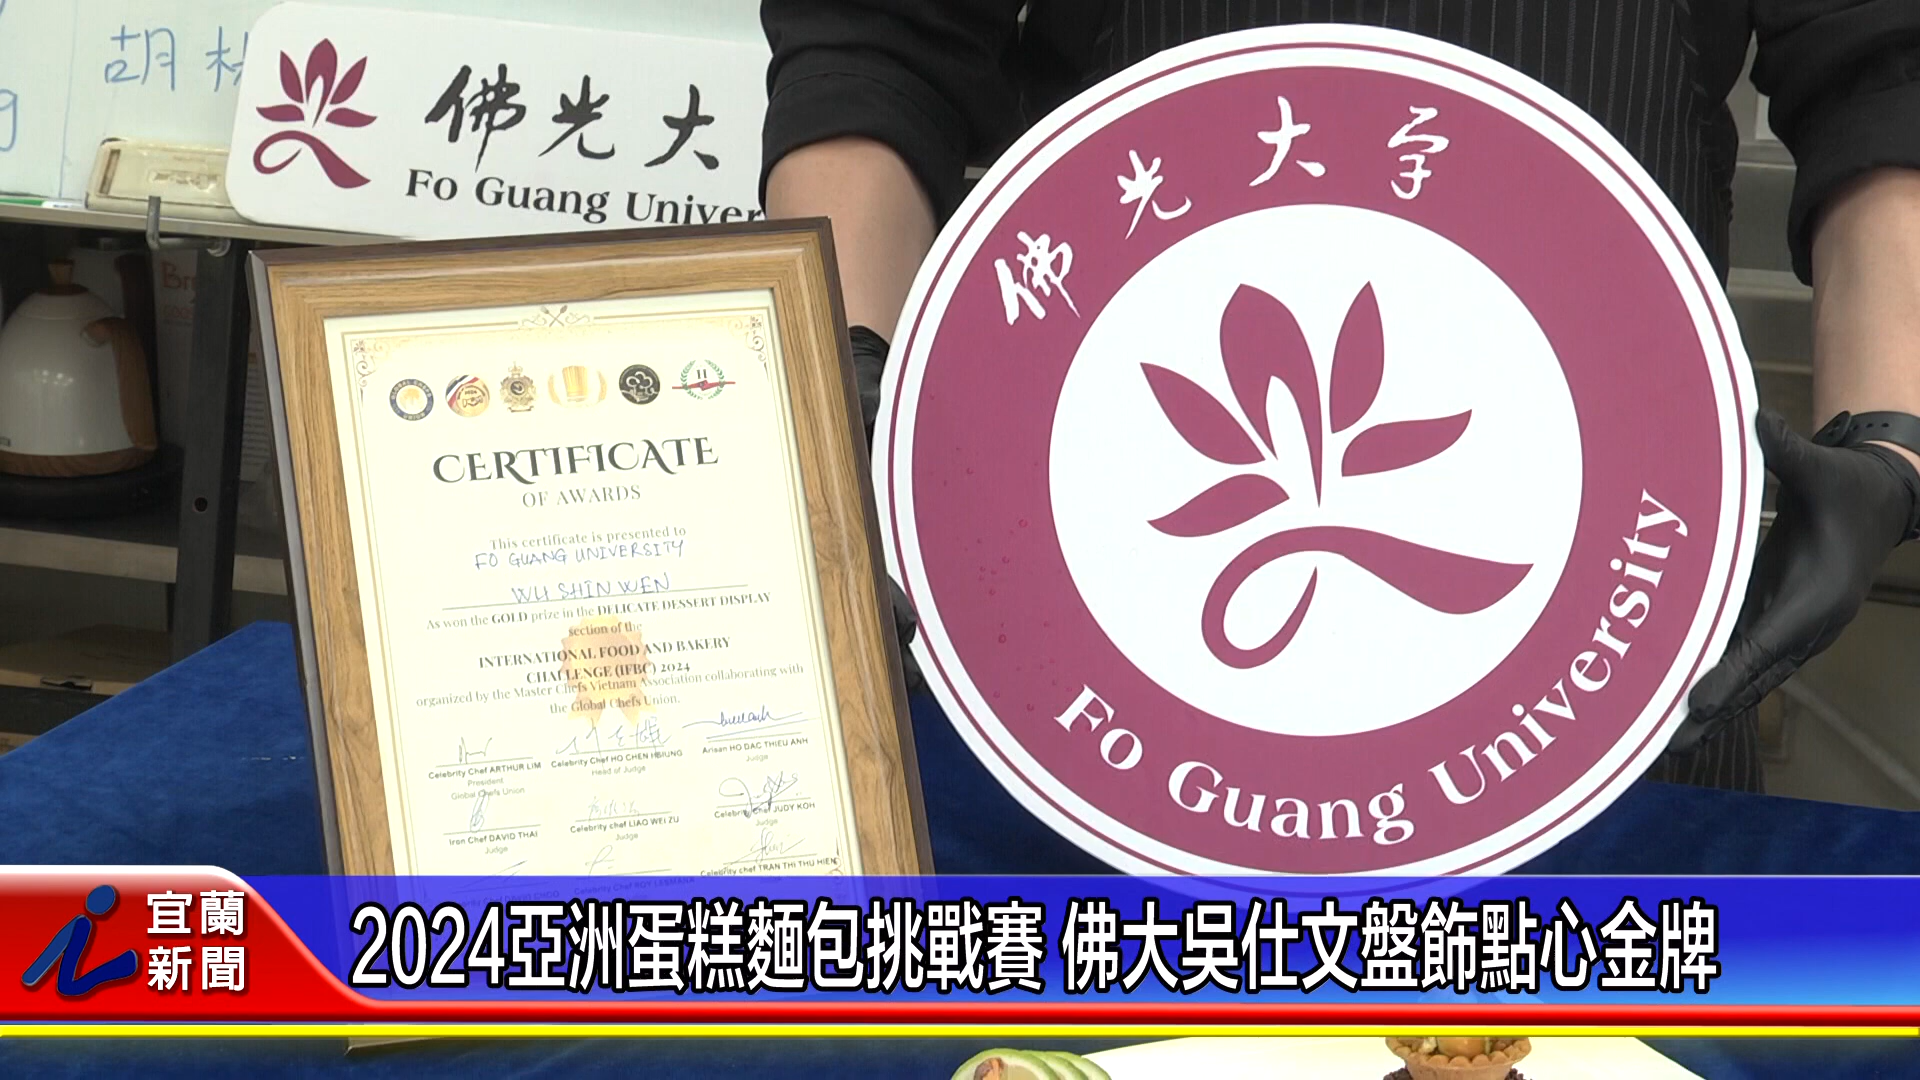 胡
佛光大
Fo Guang Univer
佛光大学
Fo Guang University
CERTIFICATE
OF AWARDS
This certificate is presented to
FO GUANG UNIVERSITY
WU SHIN WEN
As won the GOLD prize in the DELICATE DESSERT DISPLAY
section of the
INTERNATIONAL FOOD AND BAKERY
CHALLENGE (IFBC) 2024
organized by the Master Chefs Vietnam Association collaborating with
the Global Chefs Union.
Celebrity Chef ARTHUR LIM
President
Global Chefs Union
Celebrity Chef HO CHEN HSIUNG
Head of Judge
Arisan HO DAC THIEU ANH
Judge
Iron Chef DAVID THAI
Judge
Celebrity chef LIAO WEI ZU
Judge
Celebrity Chef JUDY KOH
Judge
Celebrity chef TRAN THI THU HIEN
宜蘭
新聞
2024亞洲蛋糕麵包挑戰賽 佛大吳仕文盤飾點心金牌